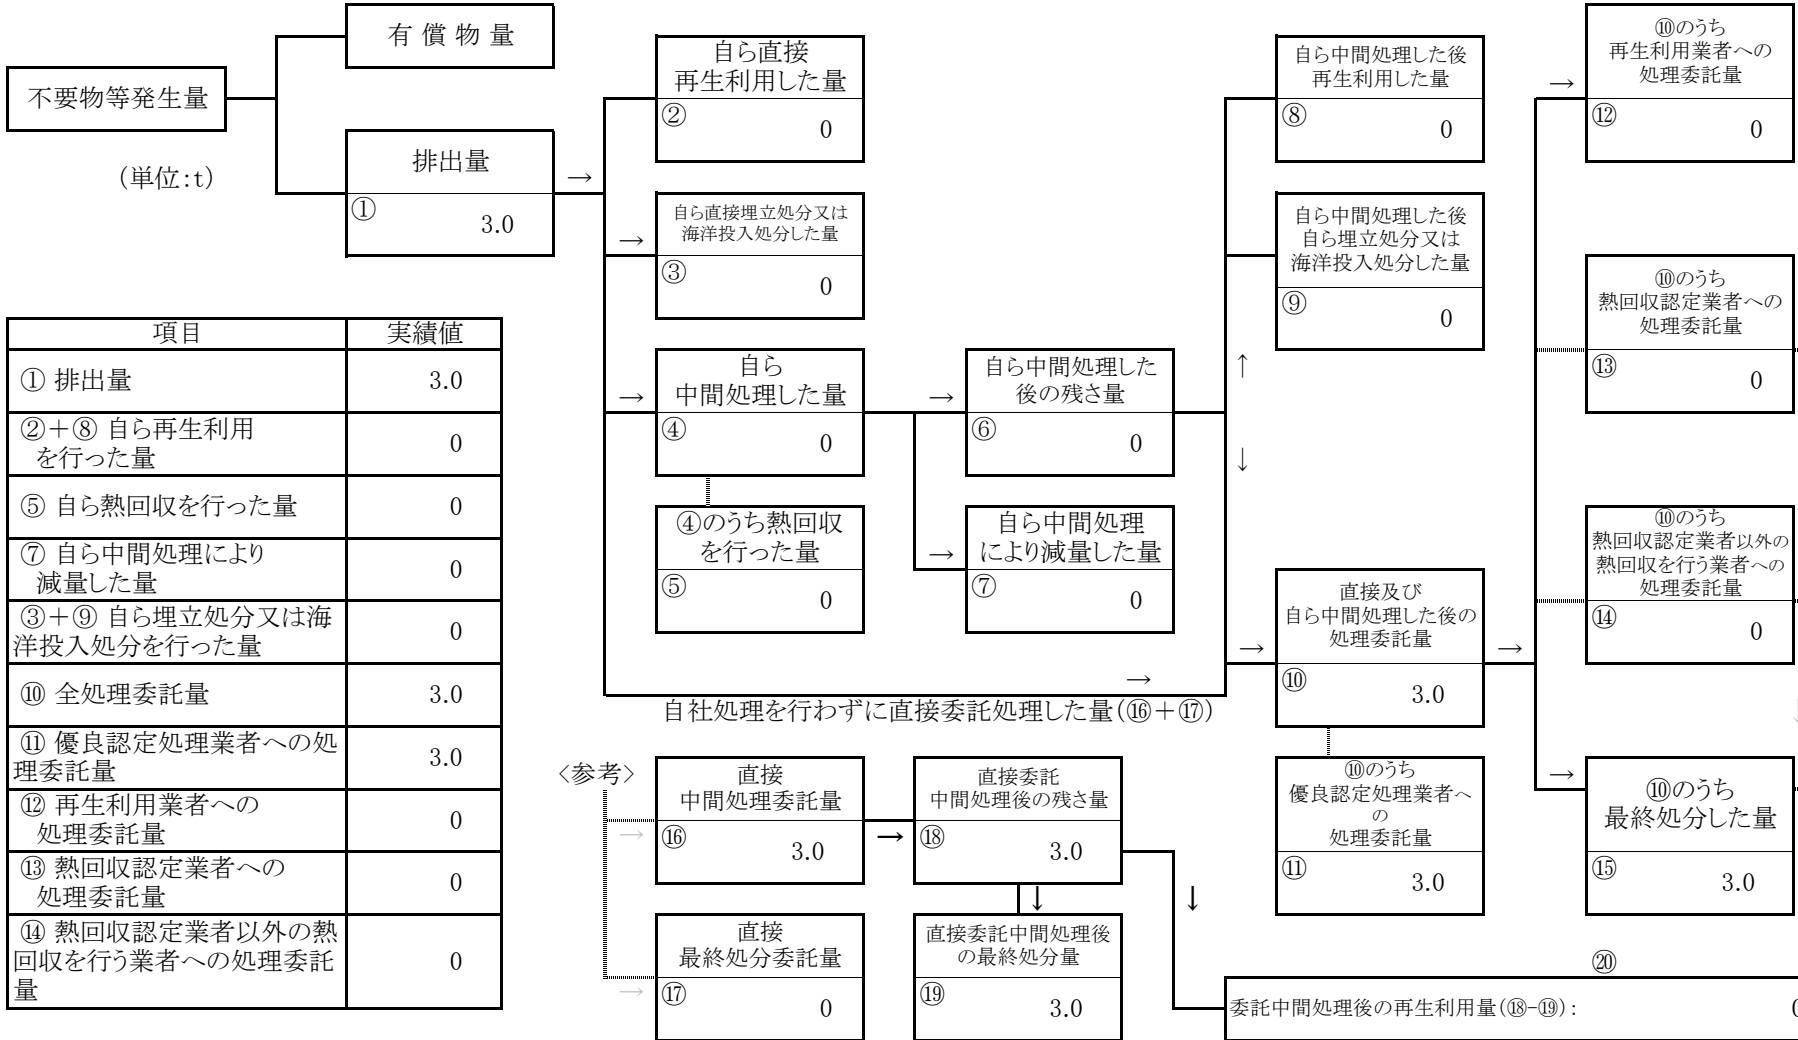 不要物等発生量
(単位:t)
有 償 物 量
排出量
①
3.0
→
自ら直接
再生利用した量
②
0
→
自ら直接埋立処分又は
海洋投入処分した量
③
0
→
自ら
中間処理した量
④
0
④のうち熱回収
を行った量
⑤
0
→
自ら中間処理した
後の残さ量
⑥
0
→
自ら中間処理
により減量した量
⑦
0
自ら中間処理した後
再生利用した量
⑧
0
自ら中間処理した後
自ら埋立処分又は
海洋投入処分した量
⑨
0
↑
↓
→
自社処理を行わずに直接委託処理した量(⑯+⑰)
→
直接及び
自ら中間処理した後の
処理委託量
⑩
3.0
→
⑩のうち
優良認定処理業者へ
の
処理委託量
⑪
3.0
→
⑩のうち
再生利用業者への
処理委託量
⑫
0
⑩のうち
熱回収認定業者への
処理委託量
⑬
0
⑩のうち
熱回収認定業者以外の
熱回収を行う業者への
処理委託量
⑭
0
→
⑩のうち
最終処分した量
⑮
3.0
項目 実績値
① 排出量 3.0
②+⑧ 自ら再生利用
を行った量 0
⑤ 自ら熱回収を行った量 0
⑦ 自ら中間処理により
減量した量 0
③+⑨ 自ら埋立処分又は海
洋投入処分を行った量 0
⑩ 全処理委託量 3.0
⑪ 優良認定処理業者への処
理委託量 3.0
⑫ 再生利用業者への
処理委託量 0
⑬ 熱回収認定業者への
処理委託量 0
⑭ 熱回収認定業者以外の熱
回収を行う業者への処理委託
量 0
<参考>
→
直接
中間処理委託量
⑯
3.0
→
直接委託
中間処理後の残さ量
⑱
3.0
↓
↓
→
直接
最終処分委託量
⑰
0
直接委託中間処理後
の最終処分量
⑲
3.0
⑳
委託中間処理後の再生利用量(⑱-⑲): 0